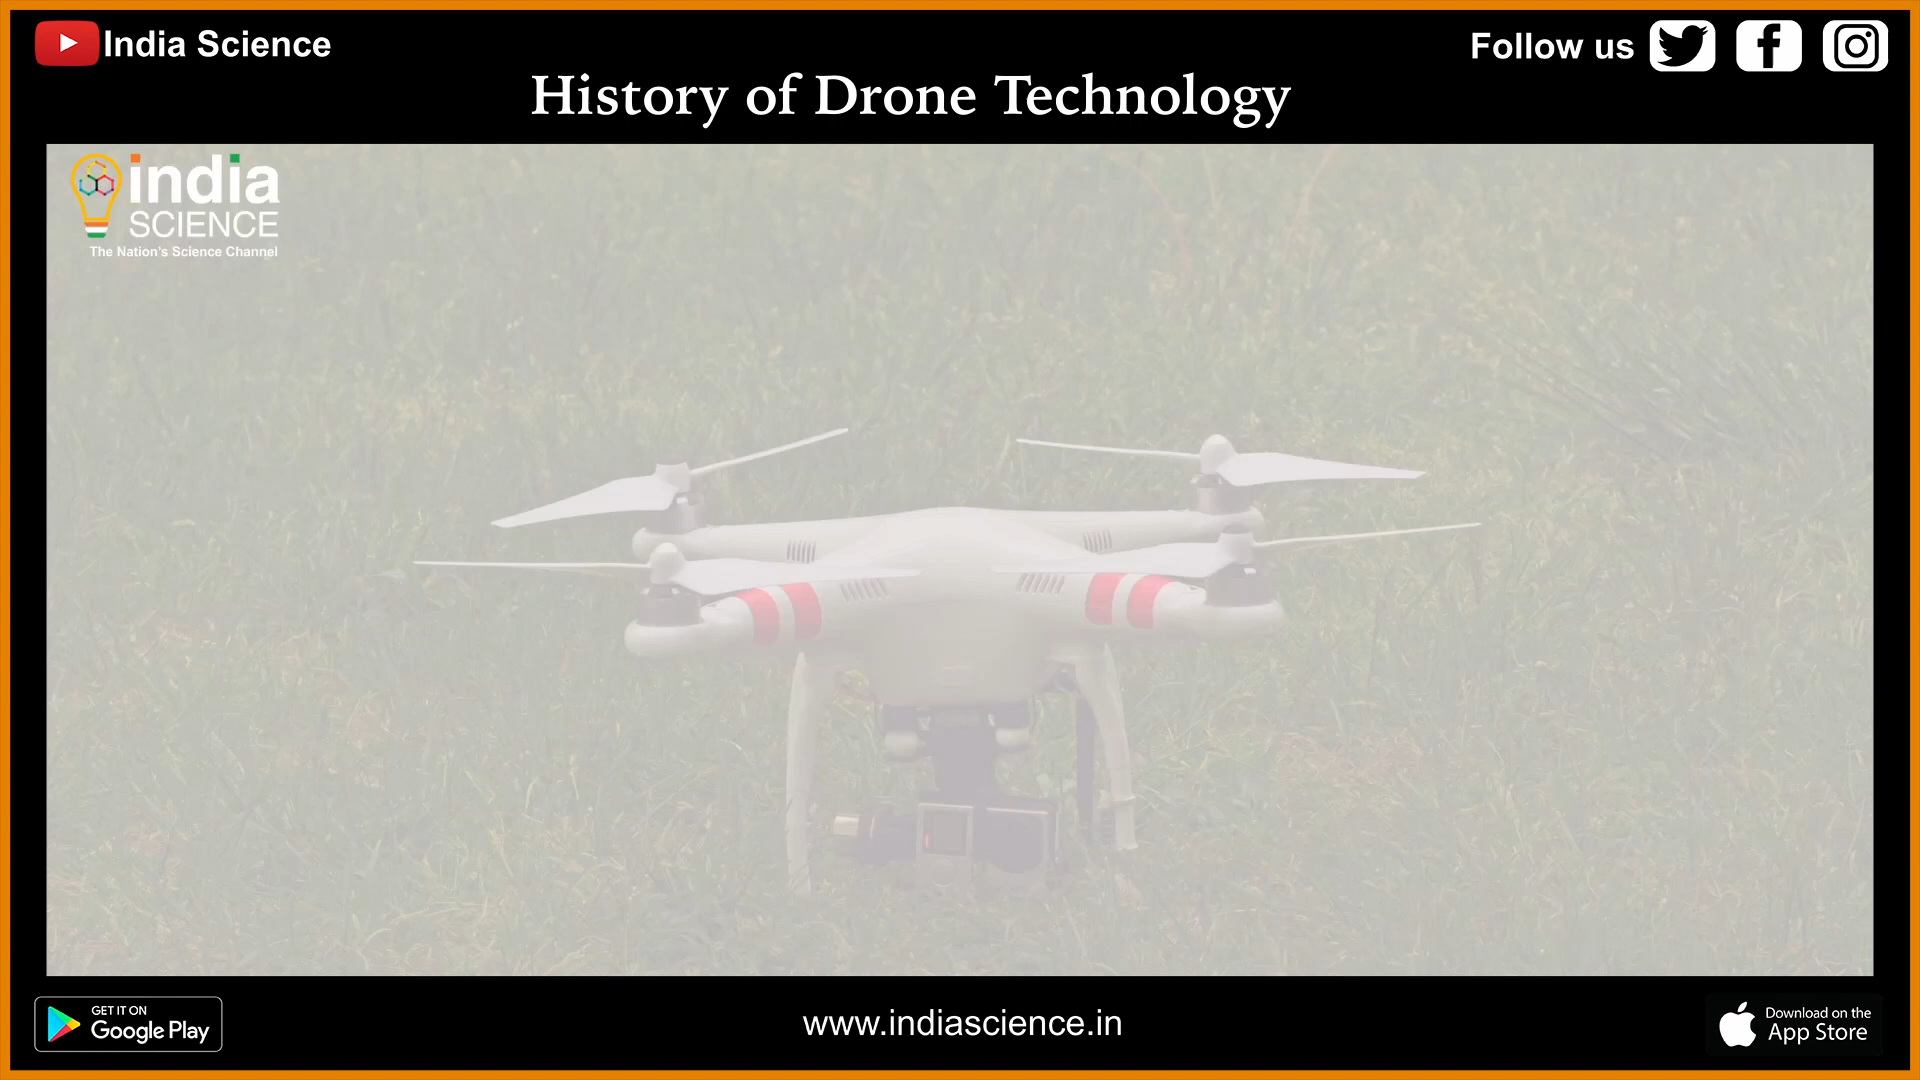 India Science
Follow us
History of Drone Technology
india
SCIENCE
The Nation's Science Channel
GET IT ON
Google Play
www.indiascience.in
Download on the
App Store